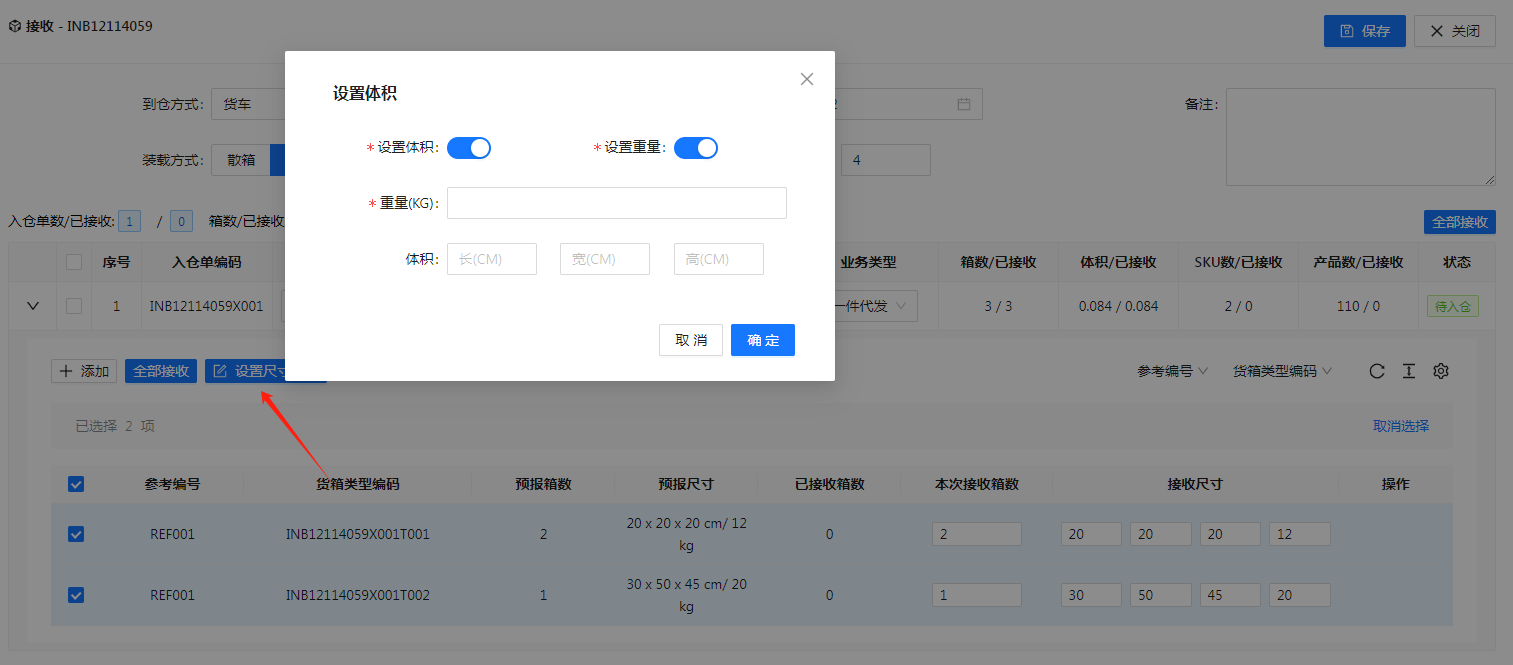 接收 - INB12114059
保存
关闭
设置体积
到仓方式:
货车
2
备注:
*设置体积:
*设置重量:
装载方式:
散箱
4
*重量(KG):
入仓单数/已接收: 1 / 0
箱数/已接收
全部接收
体积:
长(CM)
宽(CM)
高(CM)
序号
入仓单编码
业务类型
箱数/已接收
体积/已接收
SKU数/已接收
产品数/已接收
状态
1
INB12114059X001
一件代发
3 / 3
0.084 / 0.084
2 / 0
110 / 0
待入仓
取 消
确 定
添加
全部接收
设置尺寸
参考编号
货箱类型编码
已选择 2 项
取消选择
参考编号
货箱类型编码
预报箱数
预报尺寸
已接收箱数
本次接收箱数
接收尺寸
操作
REF001
INB12114059X001T001
2
20 x 20 x 20 cm/ 12
kg
0
2
20
20
20
12
REF001
INB12114059X001T002
1
30 x 50 x 45 cm/ 20
kg
0
1
30
50
45
20